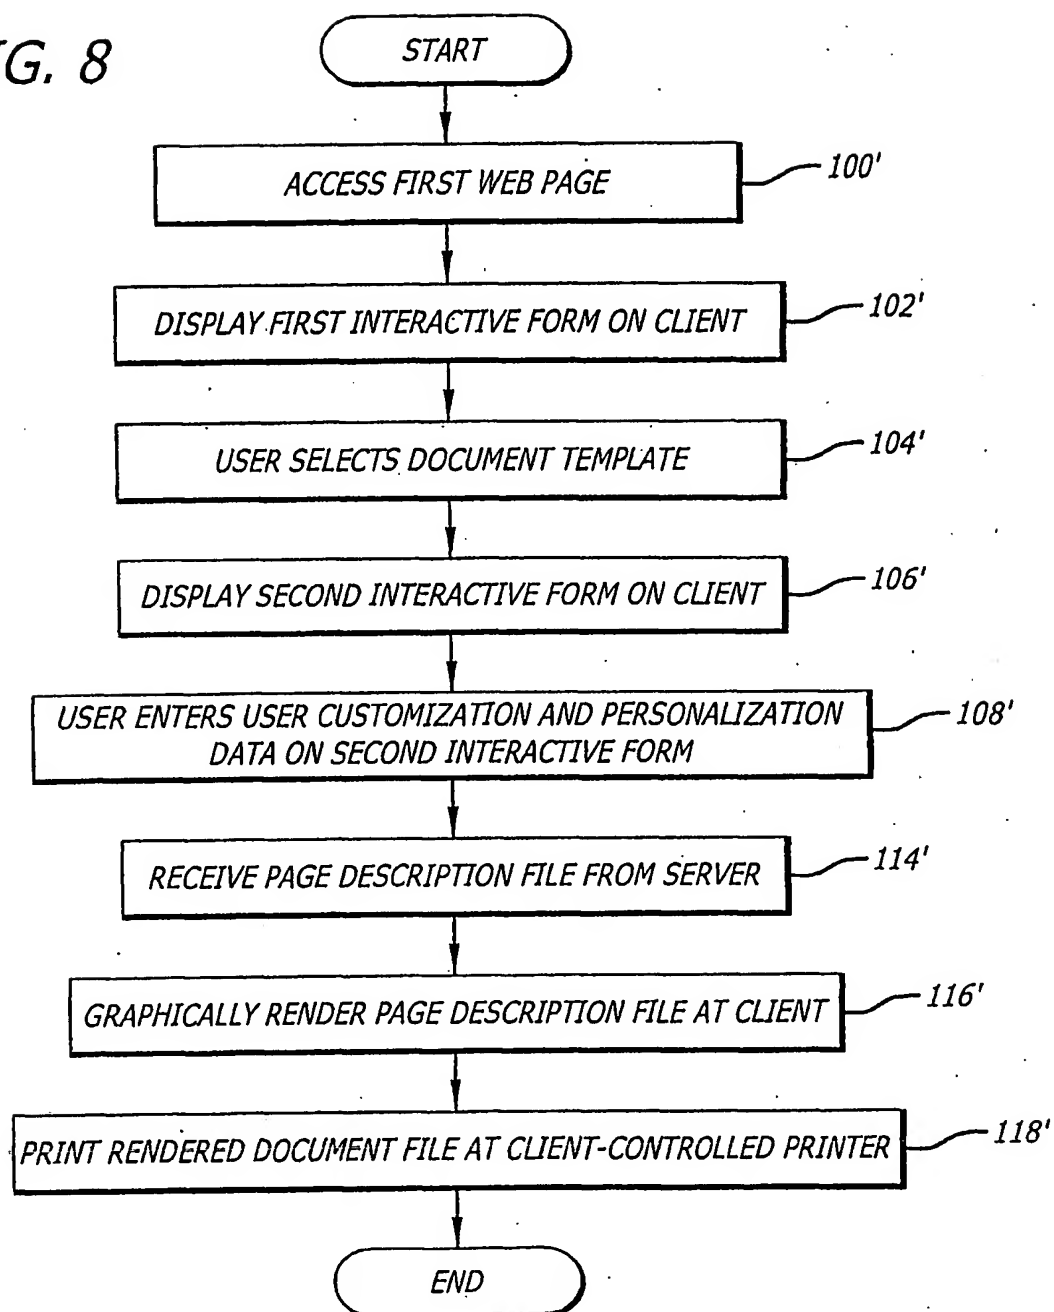 G. 8
START
ACCESS FIRST WEB PAGE
100'
DISPLAY FIRST INTERACTIVE FORM ON CLIENT
102'
USER SELECTS DOCUMENT TEMPLATE
104'
DISPLAY SECOND INTERACTIVE FORM ON CLIENT
106'
USER ENTERS USER CUSTOMIZATION AND PERSONALIZATION
DATA ON SECOND INTERACTIVE FORM
108'
RECEIVE PAGE DESCRIPTION FILE FROM SERVER
114'
GRAPHICALLY RENDER PAGE DESCRIPTION FILE AT CLIENT
116'
PRINT RENDERED DOCUMENT FILE AT CLIENT-CONTROLLED PRINTER
118'
END